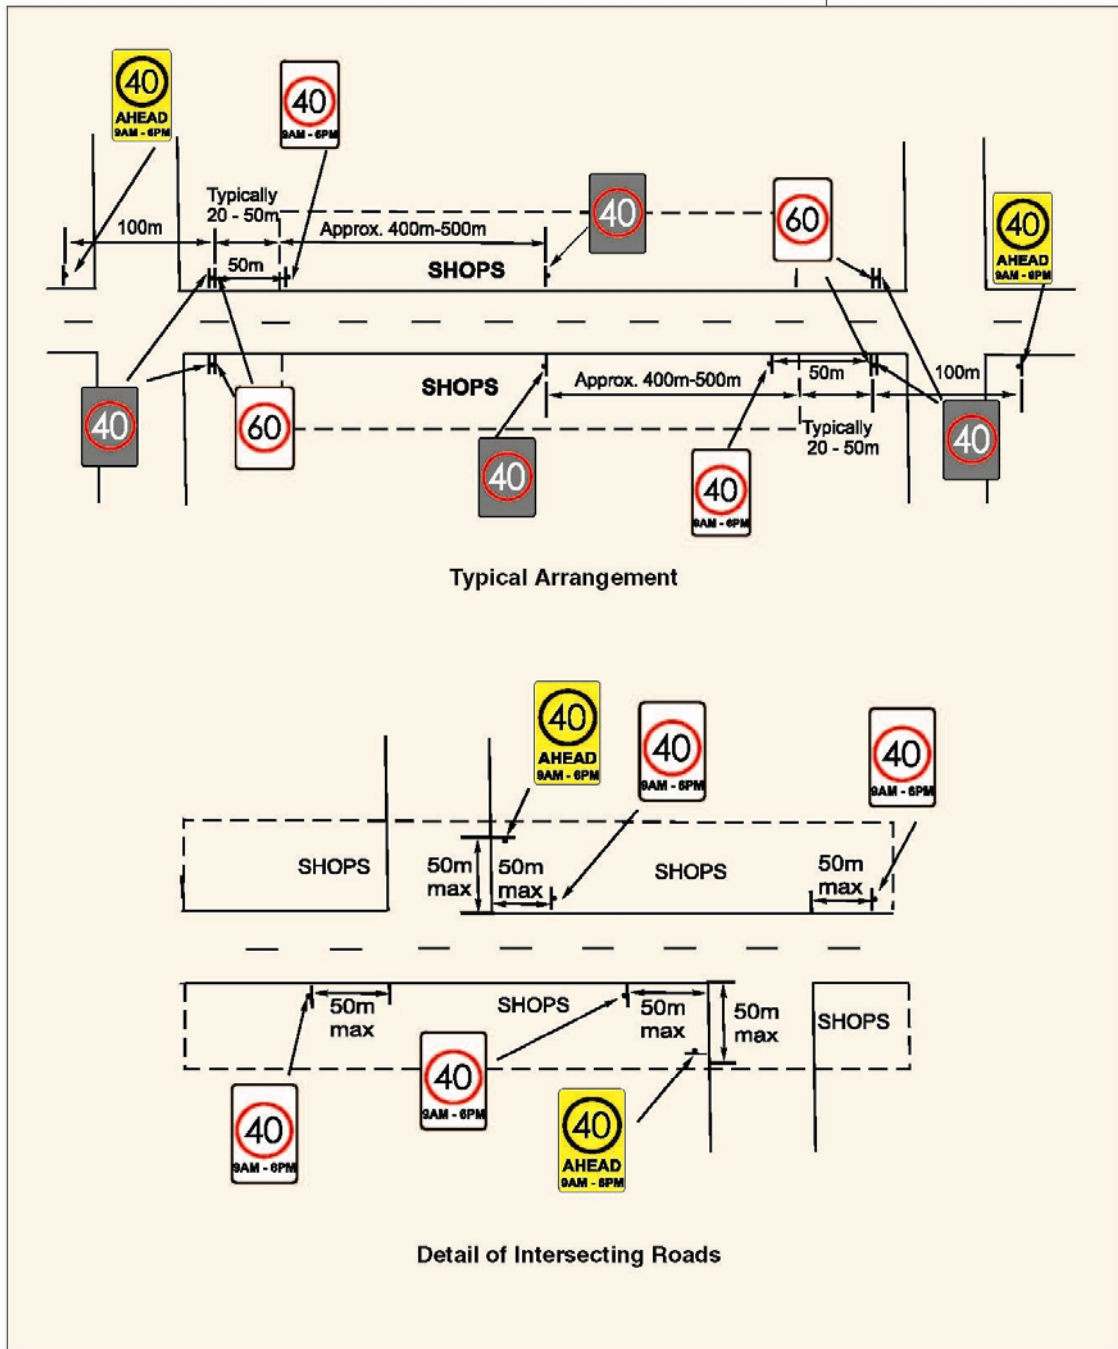 40
AHEAD
9AM - 6PM
40
9AM - 6PM
Typically
20 - 50m
100m
Approx. 400m-500m
40
60
40
AHEAD
9AM - 6PM
50m
SHOPS
SHOPS
Approx. 400m-500m
50m
100m
40
60
40
Typically
20 - 50m
40
9AM - 6PM
40
Typical Arrangement
40
AHEAD
9AM - 6PM
40
9AM - 6PM
40
9AM - 6PM
SHOPS
50m
max
50m
max
SHOPS
50m
max
50m
max
SHOPS
50m
max
50m
max
SHOPS
40
9AM - 6PM
40
9AM - 6PM
40
AHEAD
9AM - 6PM
Detail of Intersecting Roads